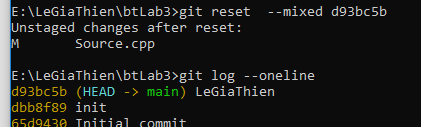 E:\LeGiaThien\btLab3>git reset  --mixed d93bc5b
Unstaged changes after reset:
M       Source.cpp
E:\LeGiaThien\btLab3>git log --oneline
d93bc5b (HEAD -> main) LeGiaThien
dbb8f89 init
65d9430 Initial commit